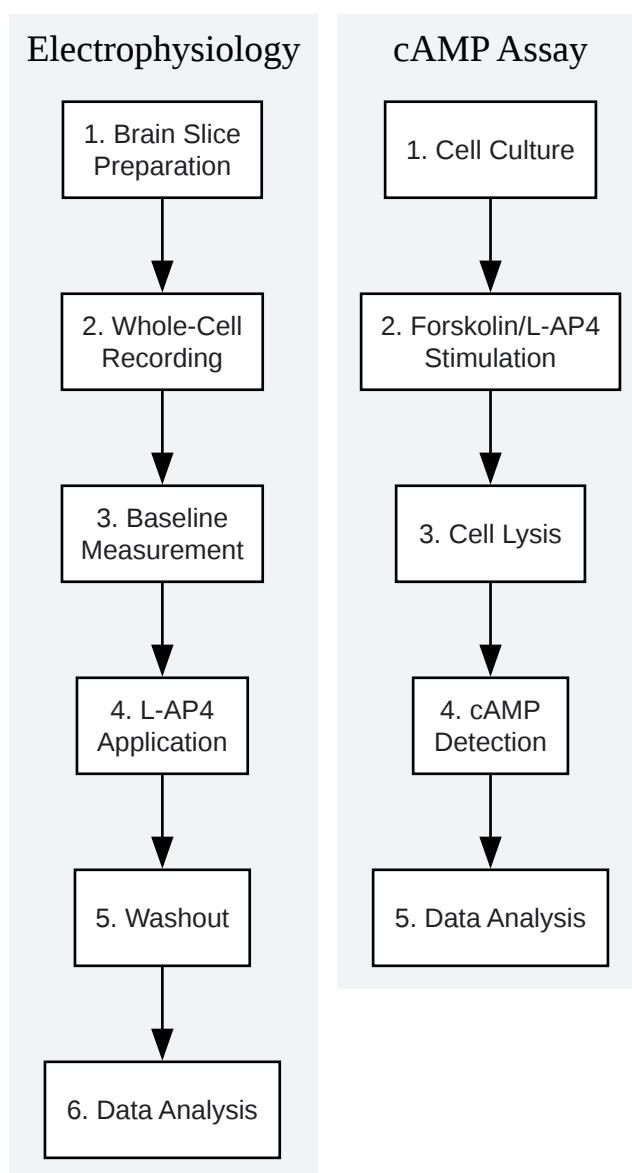 Electrophysiology
1. Brain Slice
Preparation
2. Whole-Cell
Recording
3. Baseline
Measurement
4. L-AP4
Application
5. Washout
6. Data Analysis
cAMP Assay
1. Cell Culture
2. Forskolin/L-AP4
Stimulation
3. Cell Lysis
4. cAMP
Detection
5. Data Analysis